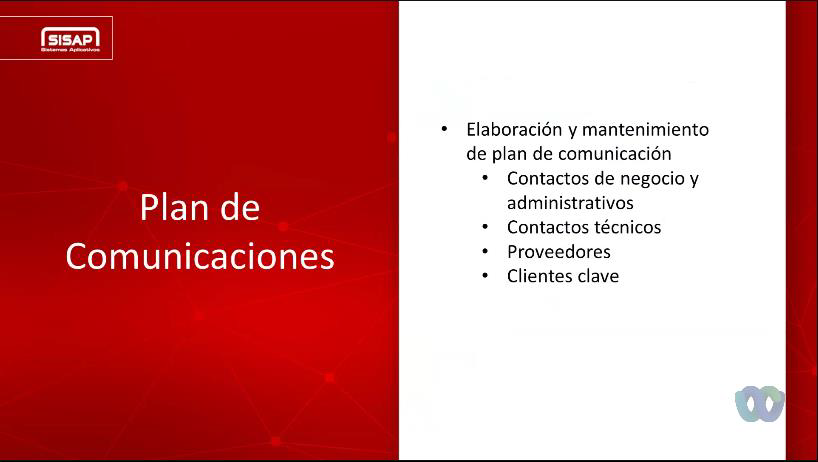 SISAP
Sistemas Aplicativos
Plan de
Comunicaciones
• Elaboración y mantenimiento
de plan de comunicación
• Contactos de negocio y
administrativos
• Contactos técnicos
• Proveedores
• Clientes clave